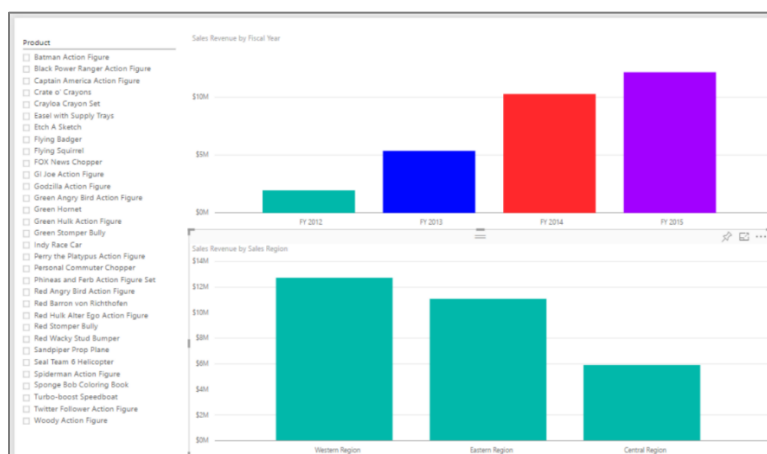 Product
Batman Action Figure
Black Power Ranger Action Figure
Captain America Action Figure
Crate o' Crayons
Crayloa Crayon Set
Easel with Supply Trays
Etch A Sketch
Flying Badger
Flying Squirrel
FOX News Chopper
GI Joe Action Figure
Godzilla Action Figure
Green Angry Bird Action Figure
Green Hornet
Green Hulk Action Figure
Green Stomper Bully
Indy Race Car
Perry the Platypus Action Figure
Personal Commuter Chopper
Phineas and Ferb Action Figure Set
Red Angry Bird Action Figure
Red Barron von Richthofen
Red Hulk Alter Ego Action Figure
Red Stomper Bully
Red Wacky Stud Bumper
Sandpiper Prop Plane
Seal Team 6 Helicopter
Spiderman Action Figure
Sponge Bob Coloring Book
Turbo-boost Speedboat
Twitter Follower Action Figure
Woody Action Figure
Sales Revenue by Fiscal Year
$10M
$5M
$0M
FY 2012 FY 2013 FY 2014 FY 2015
Sales Revenue by Sales Region
$14M
$12M
$10M
$8M
$6M
$4M
$2M
$0M
Western Region Eastern Region Central Region